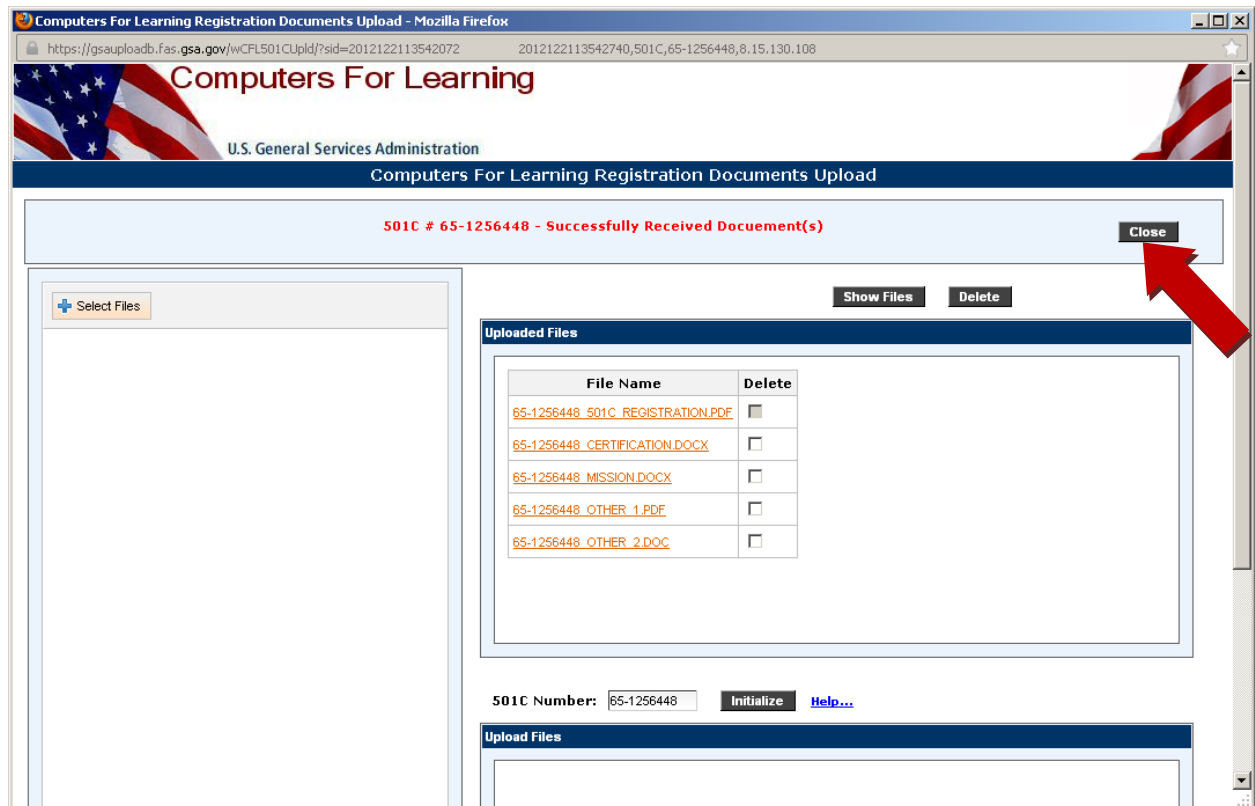 Computers For Learning Registration Documents Upload - Mozilla Firefox
https://gsauploadb.fas.gsa.gov/wCFL501CUpld/?sid=2012122113542072 2012122113542740,501C,65-1256448,8.15.130.108
Computers For Learning
U.S. General Services Administration
Computers For Learning Registration Documents Upload
501C # 65-1256448 - Successfully Received Docuement(s)
Close
Select Files
Show Files Delete
Uploaded Files
File Name Delete
65-1256448_501C_REGISTRATION.PDF
65-1256448_CERTIFICATION.DOCX
65-1256448_MISSION.DOCX
65-1256448_OTHER_1.PDF
65-1256448_OTHER_2.DOC
501C Number: 65-1256448 Initialize Help...
Upload Files